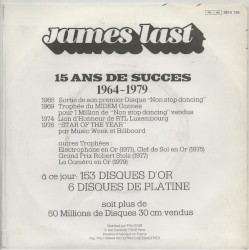 james last
15 ANS DE SUCCES
1964-1979
1965 Sortie de son premier Disque "Non stop dancing"
1969 Trophée du MIDEM Cannes
pour 1 Million de "Non stop dancing" vendus
1974 Lion d'Honneur de RTL Luxembourg
1976 "STAR OF THE YEAR"
par Music Week et Billboard
autres Trophées
Electrophone en Or (1971), Clef de Sol en Or (1975)
Grand Prix Robert Stolz (1977)
La Caméra en Or (1979)
à ce jour: 153 DISQUES D'OR
6 DISQUES DE PLATINE
soit plus de
50 Millions de Disques 30 cm vendus